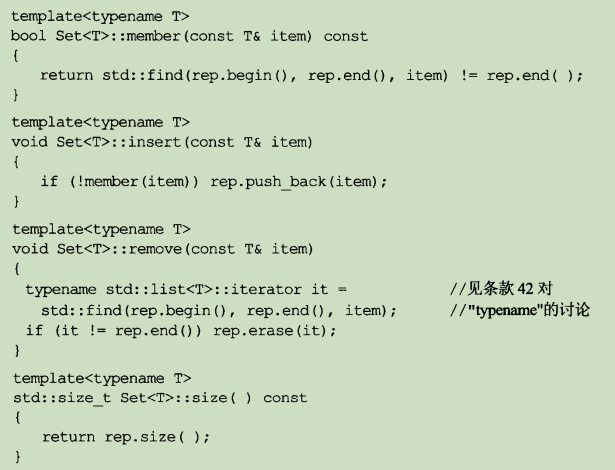 template<typename T>
bool Set<T>::member(const T& item) const
{
return std::find(rep.begin(), rep.end(), item) != rep.end( );
}
template<typename T>
void Set<T>::insert(const T& item)
{
if (!member(item)) rep.push_back(item);
}
template<typename T>
void Set<T>::remove(const T& item)
{
typename std::list<T>::iterator it = //见条款 42 对
std::find(rep.begin(), rep.end(), item); //"typename"的讨论
if (it != rep.end()) rep.erase(it);
}
template<typename T>
std::size_t Set<T>::size( ) const
{
return rep.size( );
}